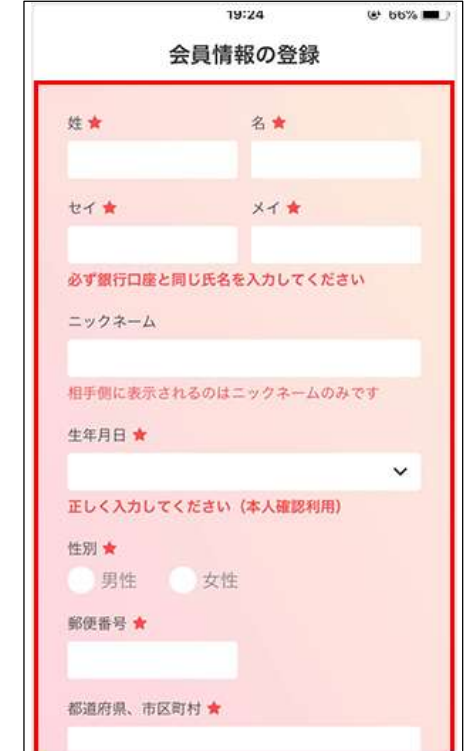 19:24 66%
会員情報の登録
姓 ★ 名 ★
セイ ★ メイ ★
必ず銀行口座と同じ氏名を入力してください
ニックネーム
相手側に表示されるのはニックネームのみです
生年月日 ★
正しく入力してください（本人確認利用）
性別 ★
男性 女性
郵便番号 ★
都道府県、市区町村 ★